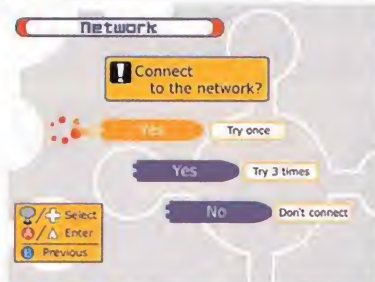 Network
! Connect
to the network?
Yes Try once
Yes Try 3 times
No Don't connect
/ Select
A / Enter
B Previous